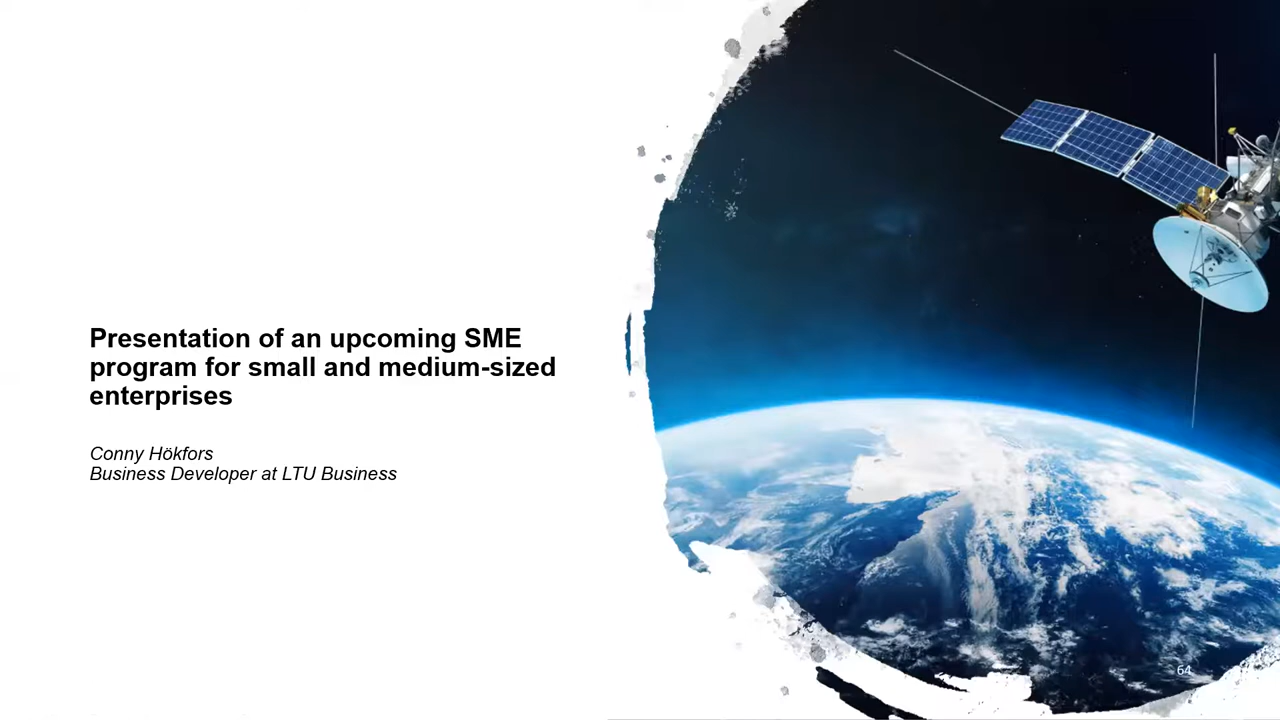 Presentation of an upcoming SME
program for small and medium-sized
enterprises
Conny Hökfors
Business Developer at LTU Business
64